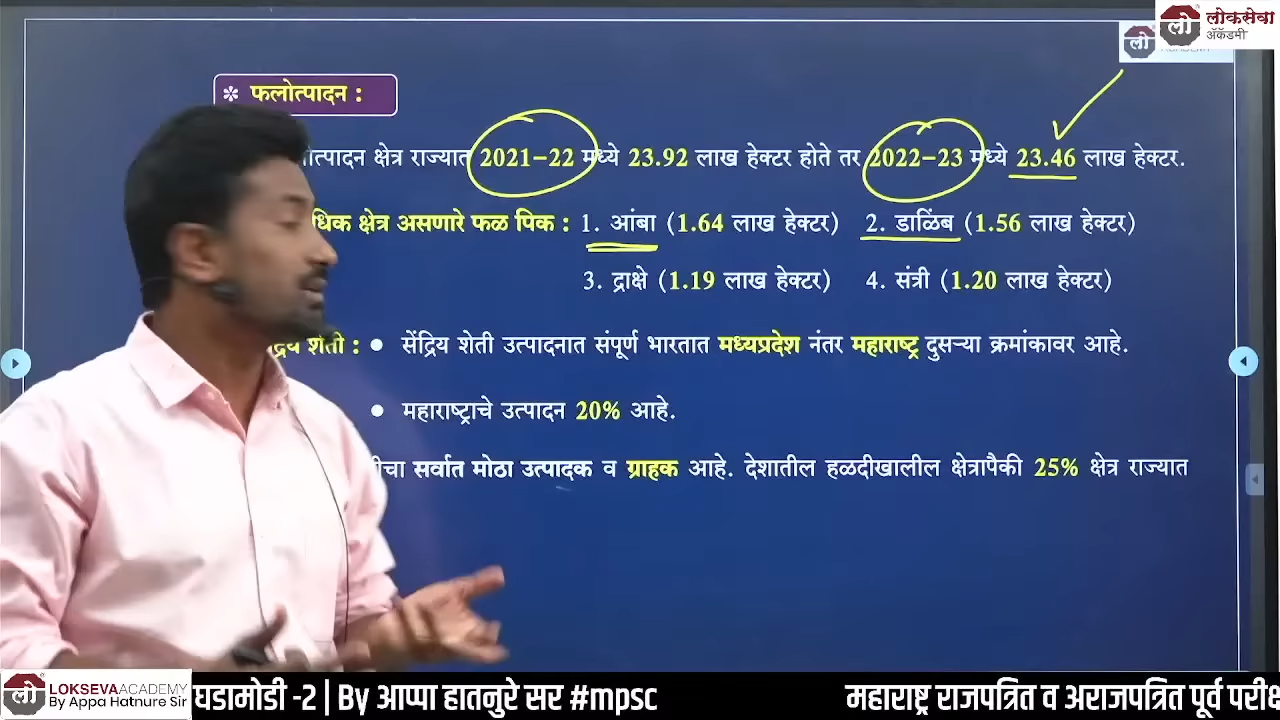 लोकसेवा
अॅकॅडमी
लो
* फलोत्पादन :
क्षेत्र राज्यात 2021-22 मध्ये 23.92 लाख हेक्टर होते तर 2022-23 मध्ये 23.46 लाख हेक्टर.
क्षेत्र असणारे फळ पिक : 1. आंबा (1.64 लाख हेक्टर) 2. डाळिंब (1.56 लाख हेक्टर)
3. द्राक्षे (1.19 लाख हेक्टर) 4. संत्री (1.20 लाख हेक्टर)
शेती : • सेंद्रिय शेती उत्पादनात संपूर्ण भारतात मध्यप्रदेश नंतर महाराष्ट्र दुसऱ्या क्रमांकावर आहे.
• महाराष्ट्राचे उत्पादन 20% आहे.
सर्वात मोठा उत्पादक व ग्राहक आहे. देशातील हळदीखालील क्षेत्रापैकी 25% क्षेत्र राज्यात
लो LOKSEVA ACADEMY
By Appa Hatnure Sir
घडामोडी -2 | By आप्पा हातनुरे सर #mpsc महाराष्ट्र राजपत्रित व अराजपत्रित पूर्व